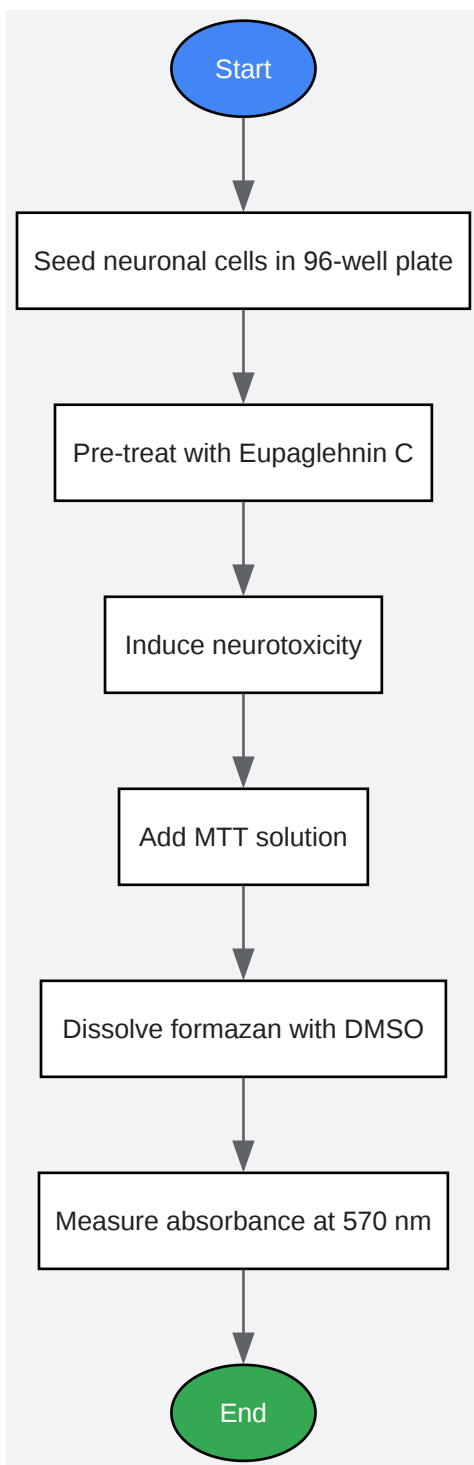 Start
Seed neuronal cells in 96-well plate
Pre-treat with Eupaglehnin C
Induce neurotoxicity
Add MTT solution
Dissolve formazan with DMSO
Measure absorbance at 570 nm
End